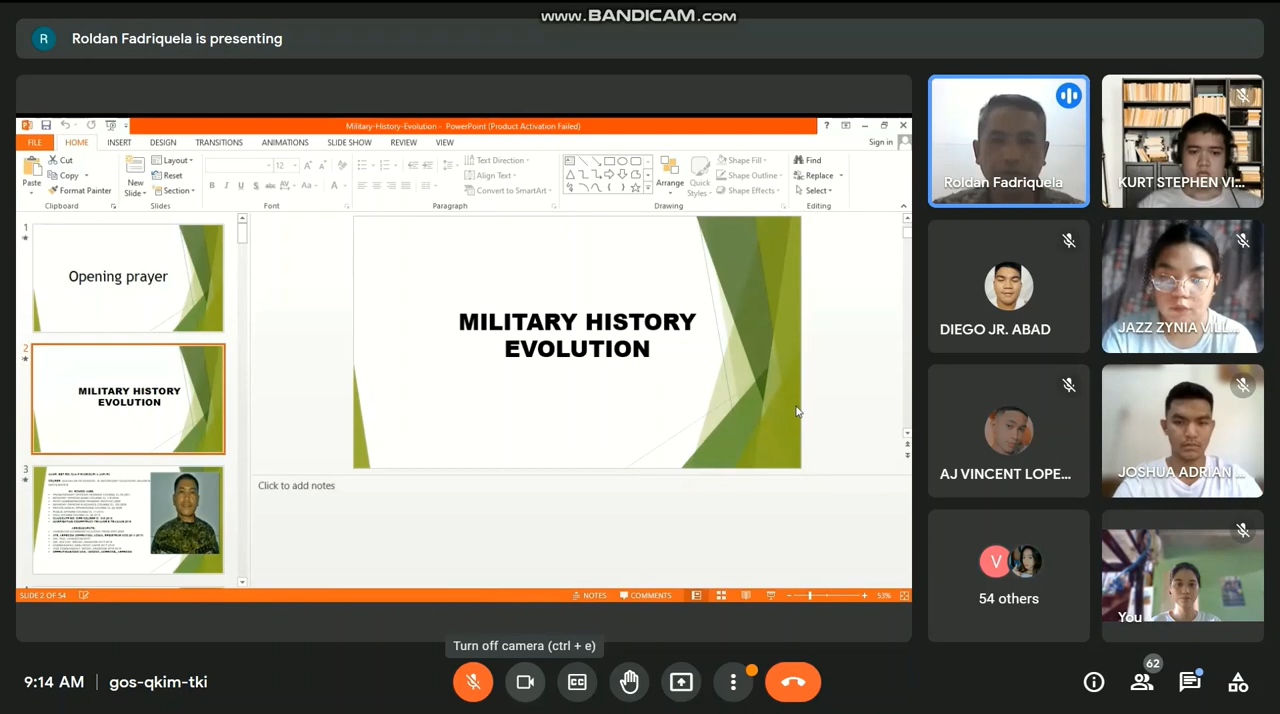 www.BANDICAM.com
R
Roldan Fadriquela is presenting
Military-History-Evolution - PowerPoint (Product Activation Failed)
FILE HOME INSERT DESIGN TRANSITIONS ANIMATIONS SLIDE SHOW REVIEW VIEW Sign in
Paste
Cut
Copy
Format Painter
Clipboard
New
Slide
Layout
Reset
Section
Slides
12
Font
Text Direction
Align Text
Convert to SmartArt
Paragraph
Arrange
Quick
Styles
Shape Fill
Shape Outline
Shape Effects
Drawing
Find
Replace
Select
Editing
1
Opening prayer
2
MILITARY HISTORY
EVOLUTION
3
MILITARY HISTORY
EVOLUTION
Click to add notes
SLIDE 2 OF 54
NOTES COMMENTS 53%
Roldan Fadriquela
KURT STEPHEN VI...
DIEGO JR. ABAD
JAZZ ZYNIA VILL...
AJ VINCENT LOPE...
JOSHUA ADRIAN ...
V
54 others
You
Turn off camera (ctrl + e)
9:14 AM | gos-qkim-tki
62